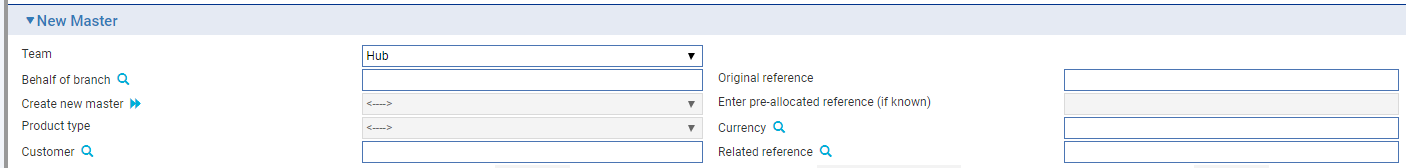 New Master
Team Hub
Behalf of branch Original reference
Create new master <----> Enter pre-allocated reference (if known)
Product type <----> Currency
Customer Related reference